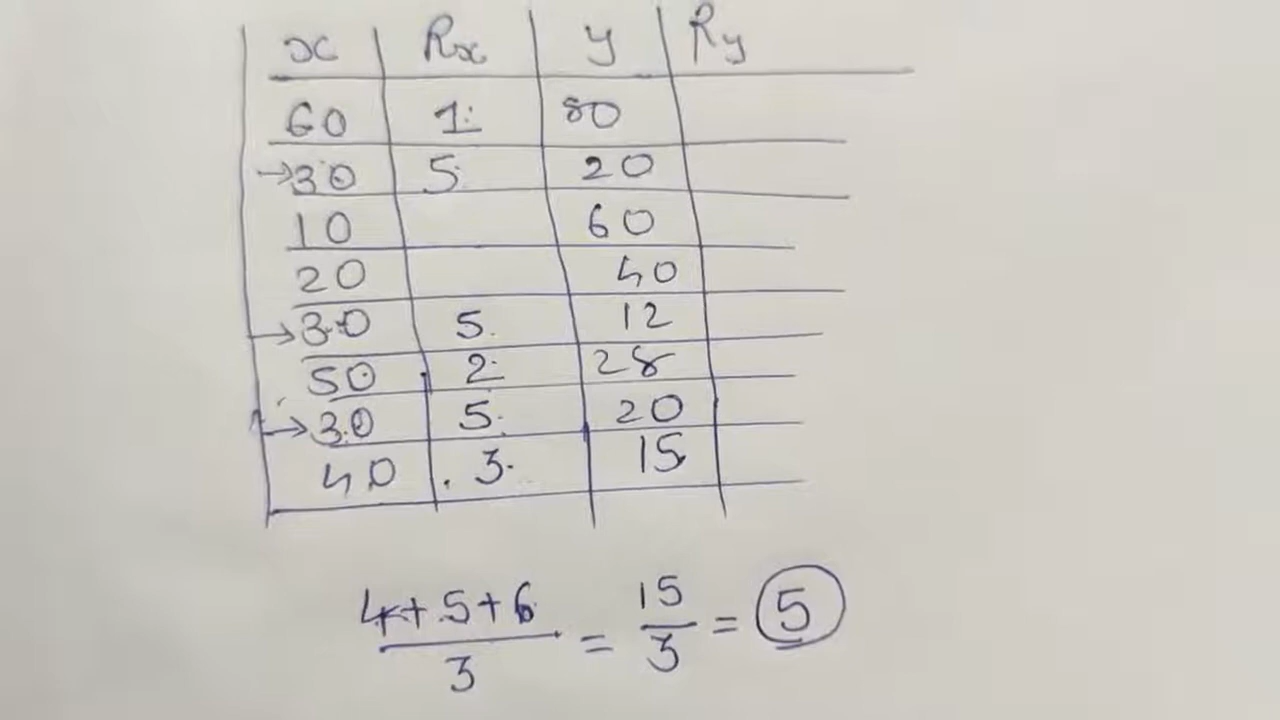 x Rx y Ry
60 1. 80
→30 5. 20
10 60
20 40
→30 5. 12
50 2. 28
→30 5. 20
40 .3. 15
4+5+6/3 = 15/3 = 5